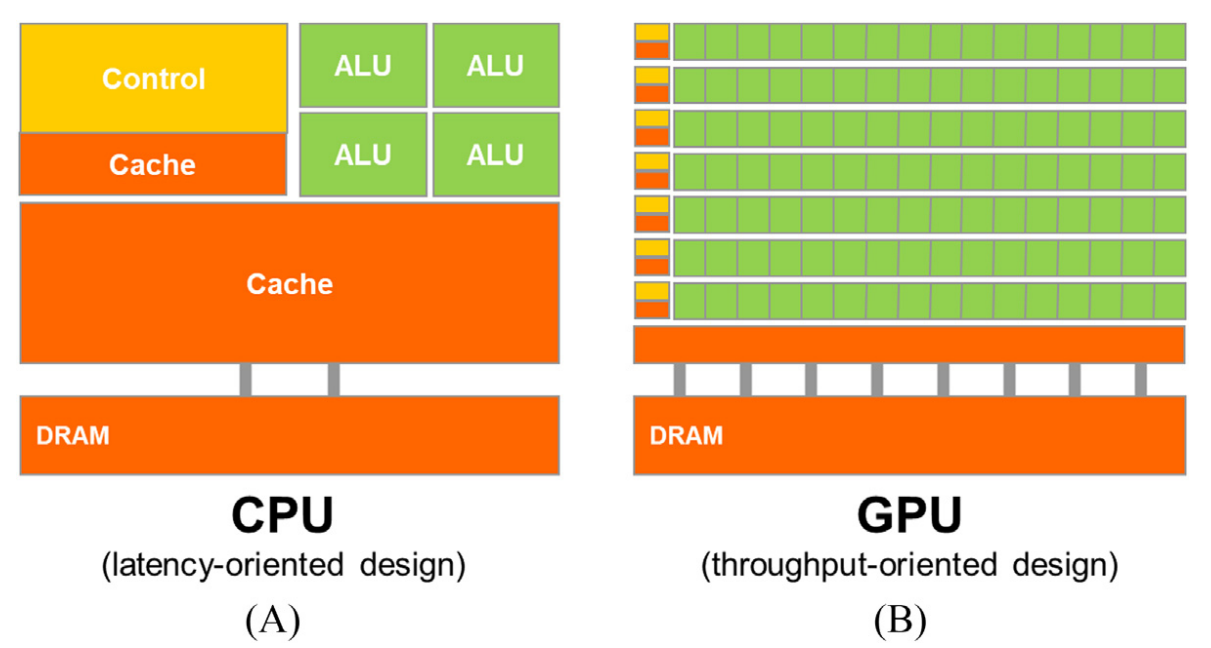 Control
ALU
ALU
Cache
ALU
ALU
Cache
DRAM
CPU
(latency-oriented design)
(A)
DRAM
GPU
(throughput-oriented design)
(B)